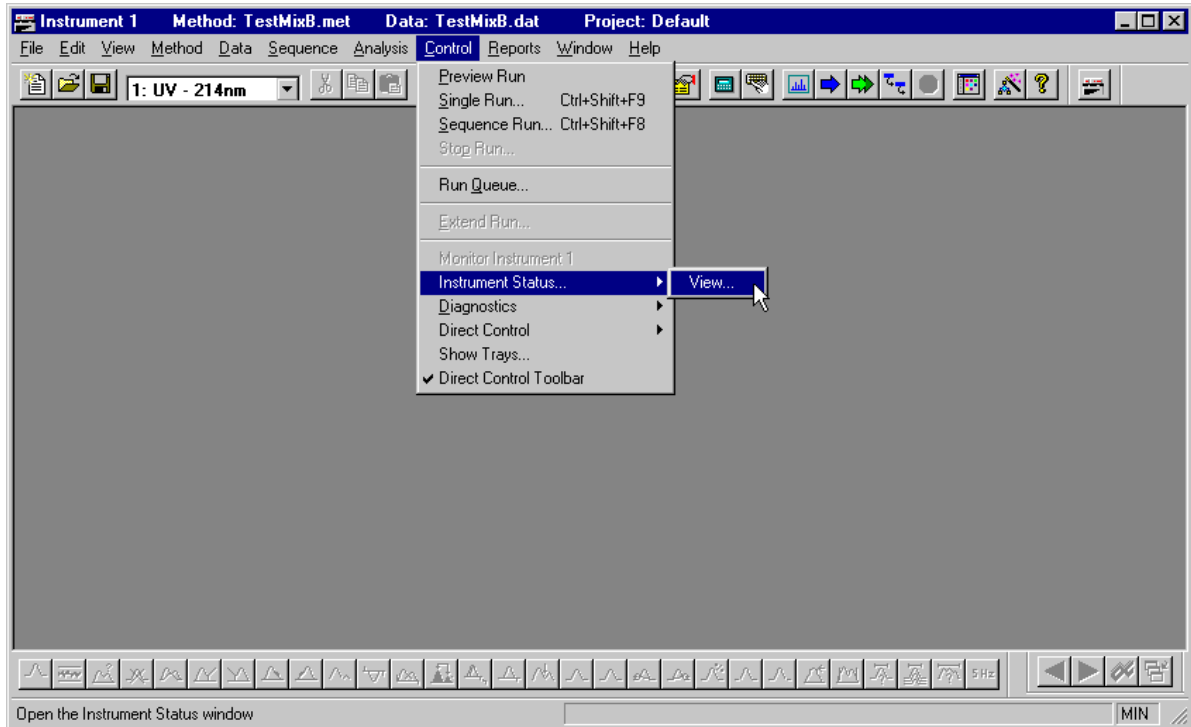 Instrument 1 Method: TestMixB.met Data: TestMixB.dat Project: Default
File Edit View Method Data Sequence Analysis Control Reports Window Help
1: UV - 214nm
Preview Run
Single Run... Ctrl+Shift+F9
Sequence Run... Ctrl+Shift+F8
Stop Run...
Run Queue...
Extend Run...
Monitor Instrument 1
Instrument Status...
View...
Diagnostics
Direct Control
Show Trays...
Direct Control Toolbar
5Hz
Open the Instrument Status window MIN